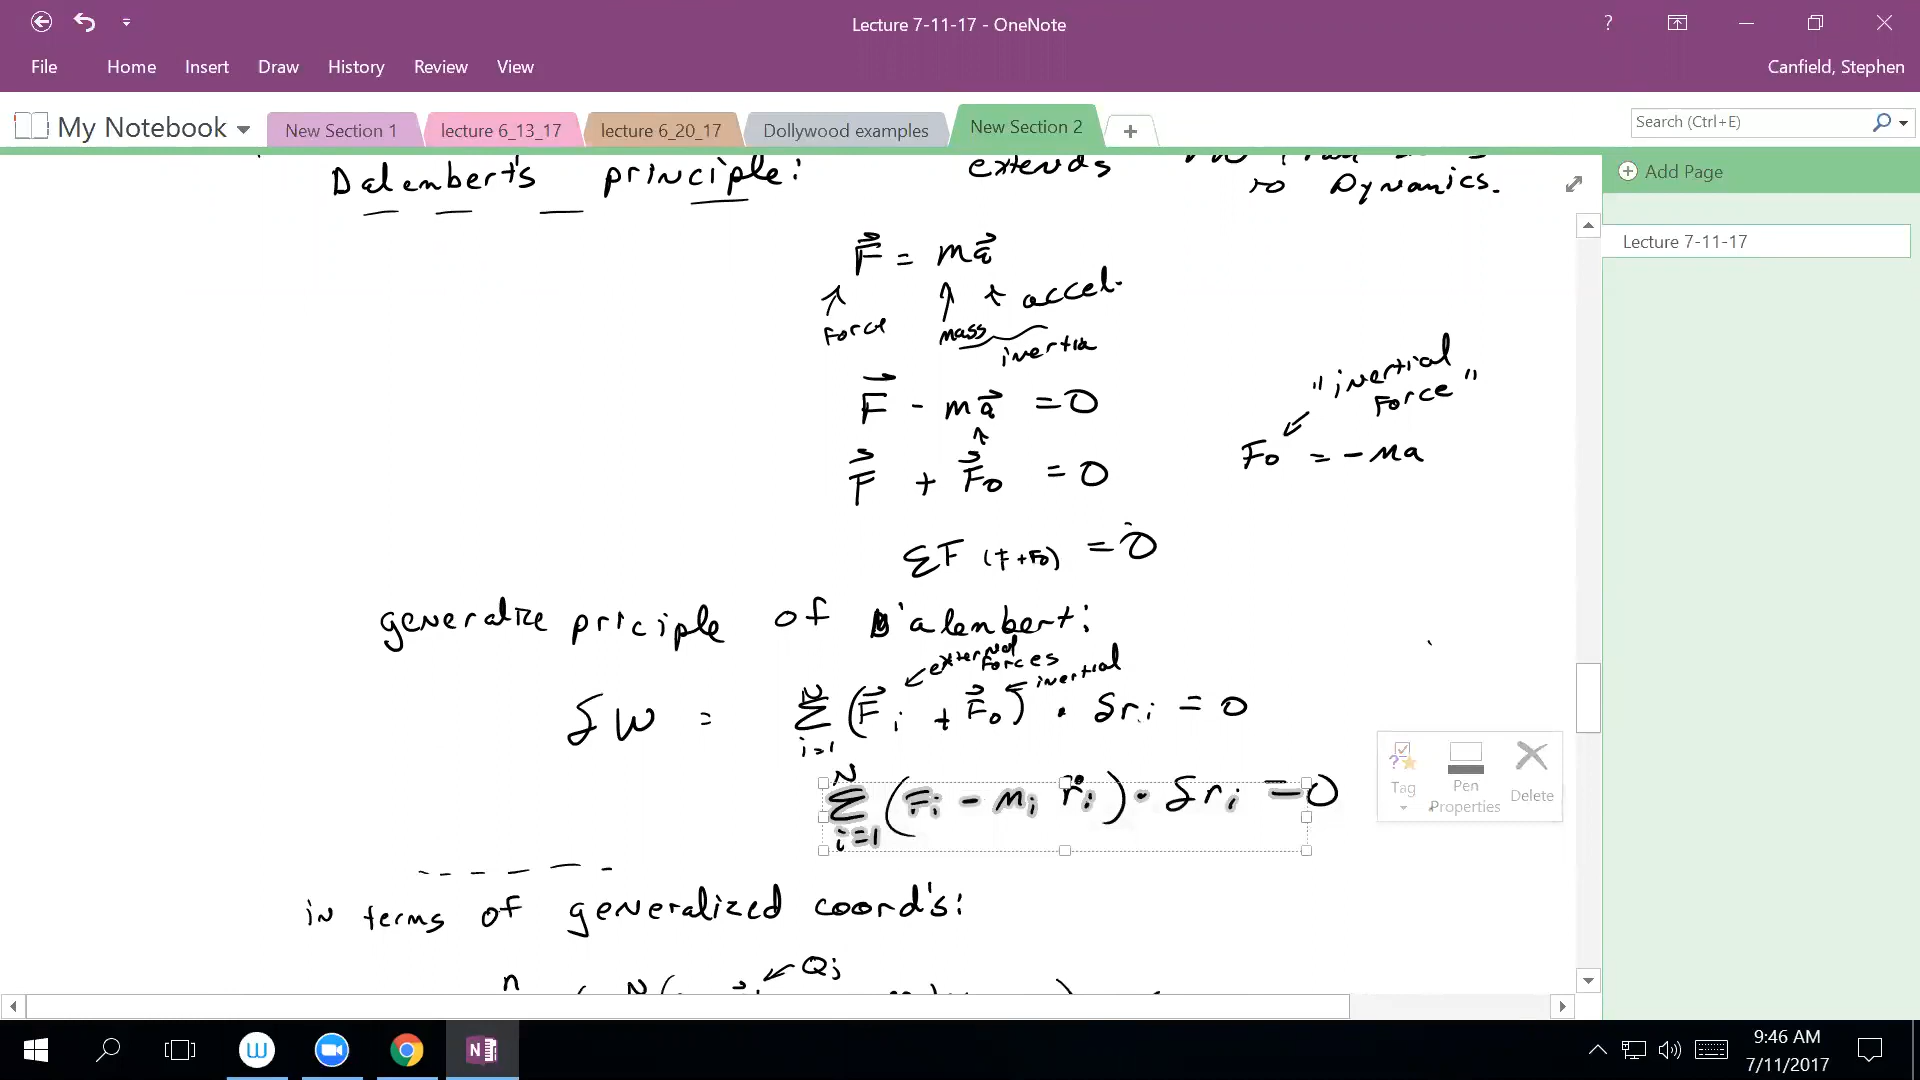 Lecture 7-11-17 - OneNote
File Home Insert Draw History Review View
Canfield, Stephen
My Notebook
New Section 1
lecture 6_13_17
lecture 6_20_17
Dollywood examples
New Section 2
Search (Ctrl+E)
Add Page
Lecture 7-11-17
Dalembert's principle: extends
to Dynamics.
F⃗ = ma⃗
Force
mass
accel.
inertia
F⃗ - ma⃗ = 0
"inertial
Force"
F⃗ + F⃗o = 0
Fo = -ma
ΣF (F+Fo) = 0
generalize priciple of D'alembert:
external
Forces
inertial
δW = Σ_{i=1}^{N} (F⃗i + F⃗o) · δri = 0
Σ_{i=1}^{N} (Fi - mi r̈i) · δri = 0
Tag
Pen
Properties
Delete
in terms of generalized coord's:
Qj
n
N
9:46 AM
7/11/2017